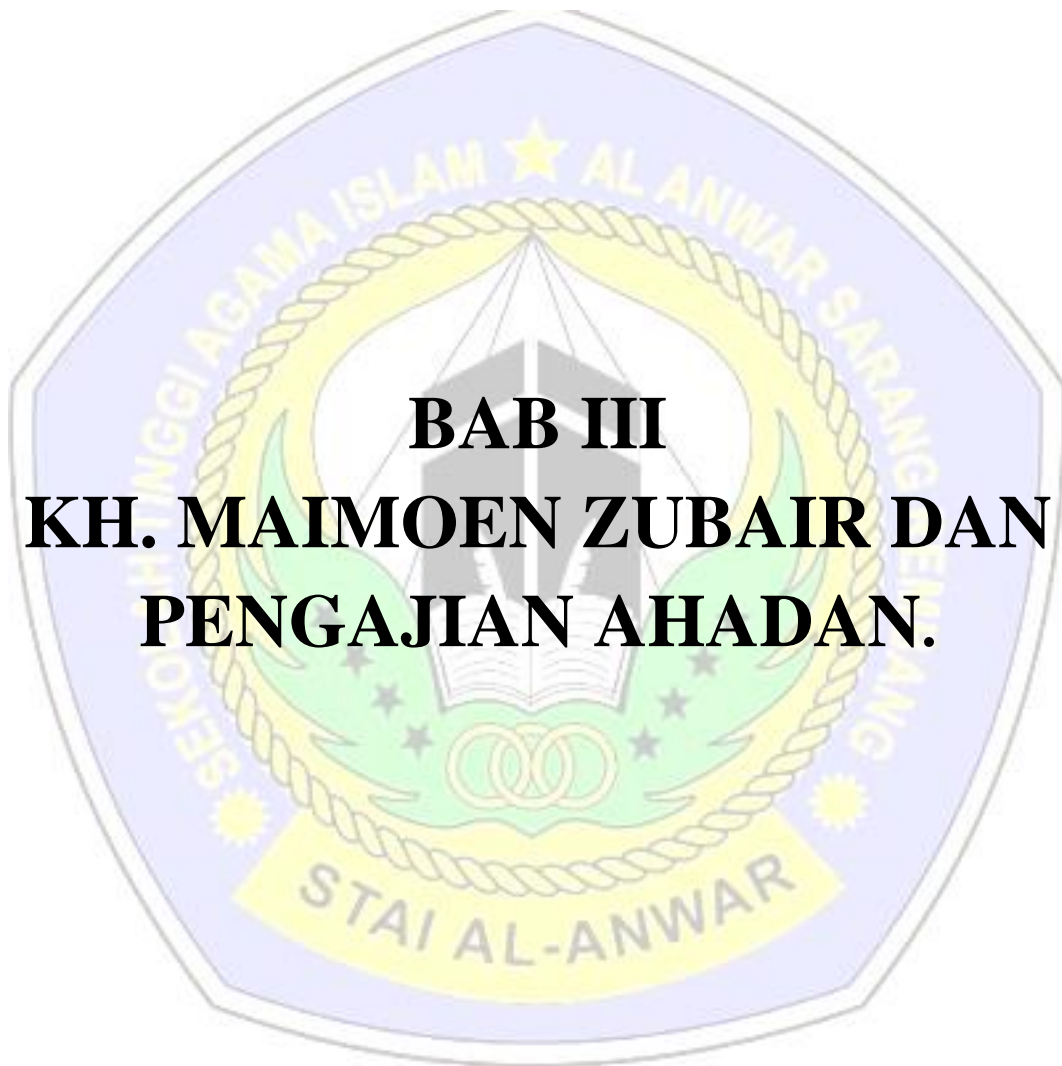 SEKOLAH TINGGI AGAMA ISLAM AL ANWAR SARANG REMBANG
BAB III
KH. MAIMOEN ZUBAIR DAN
PENGAJIAN AHADAN.
STAI AL-ANWAR